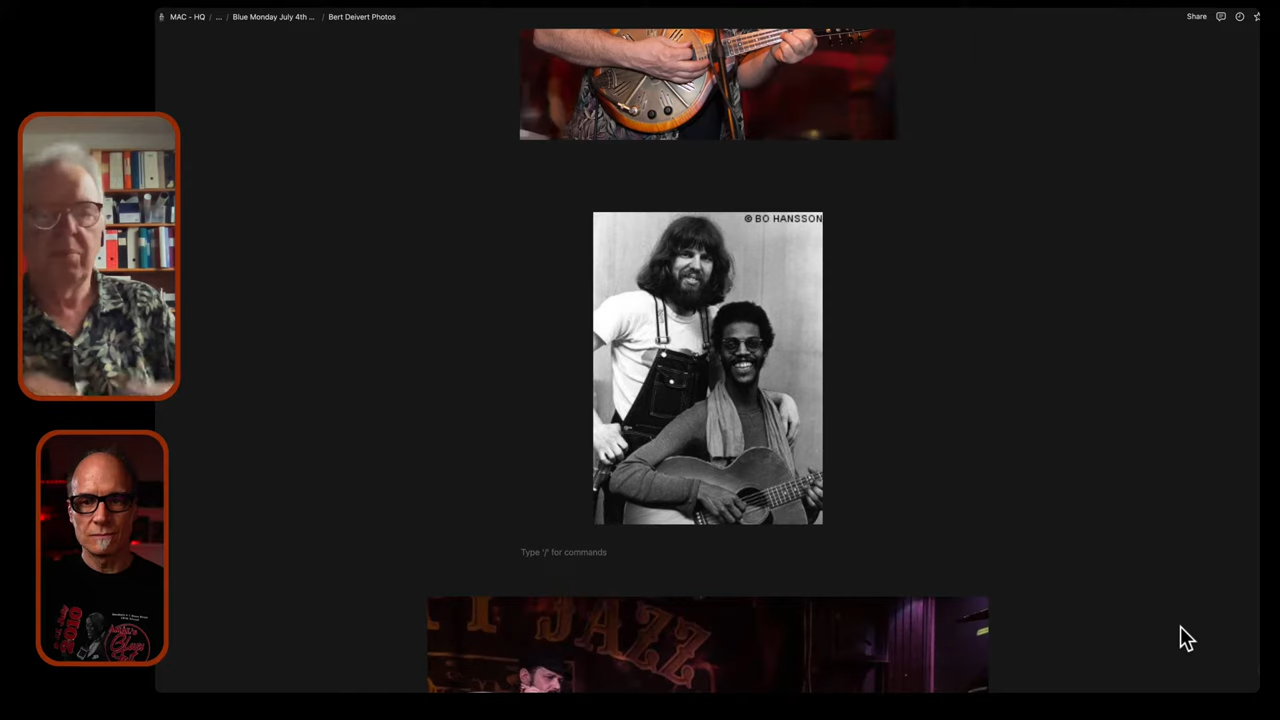 MAC - HQ / ... / Blue Monday July 4th ... / Bert Deivert Photos
Share
© BO HANSSON
Type '/' for commands
JAZZ